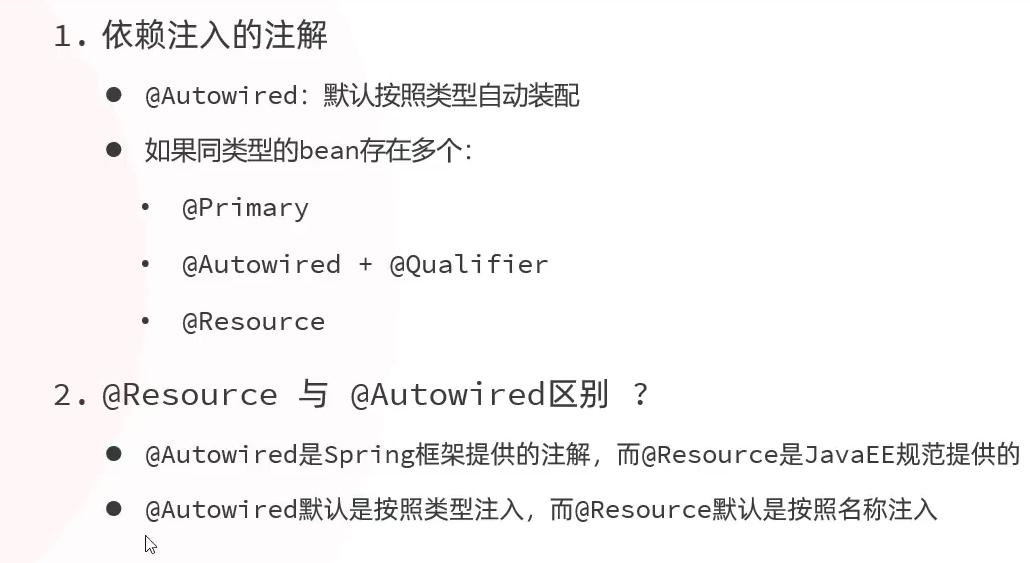 1. 依赖注入的注解
● @Autowired：默认按照类型自动装配
● 如果同类型的bean存在多个：
• @Primary
• @Autowired + @Qualifier
• @Resource
2. @Resource 与 @Autowired区别 ？
● @Autowired是Spring框架提供的注解，而@Resource是JavaEE规范提供的
● @Autowired默认是按照类型注入，而@Resource默认是按照名称注入